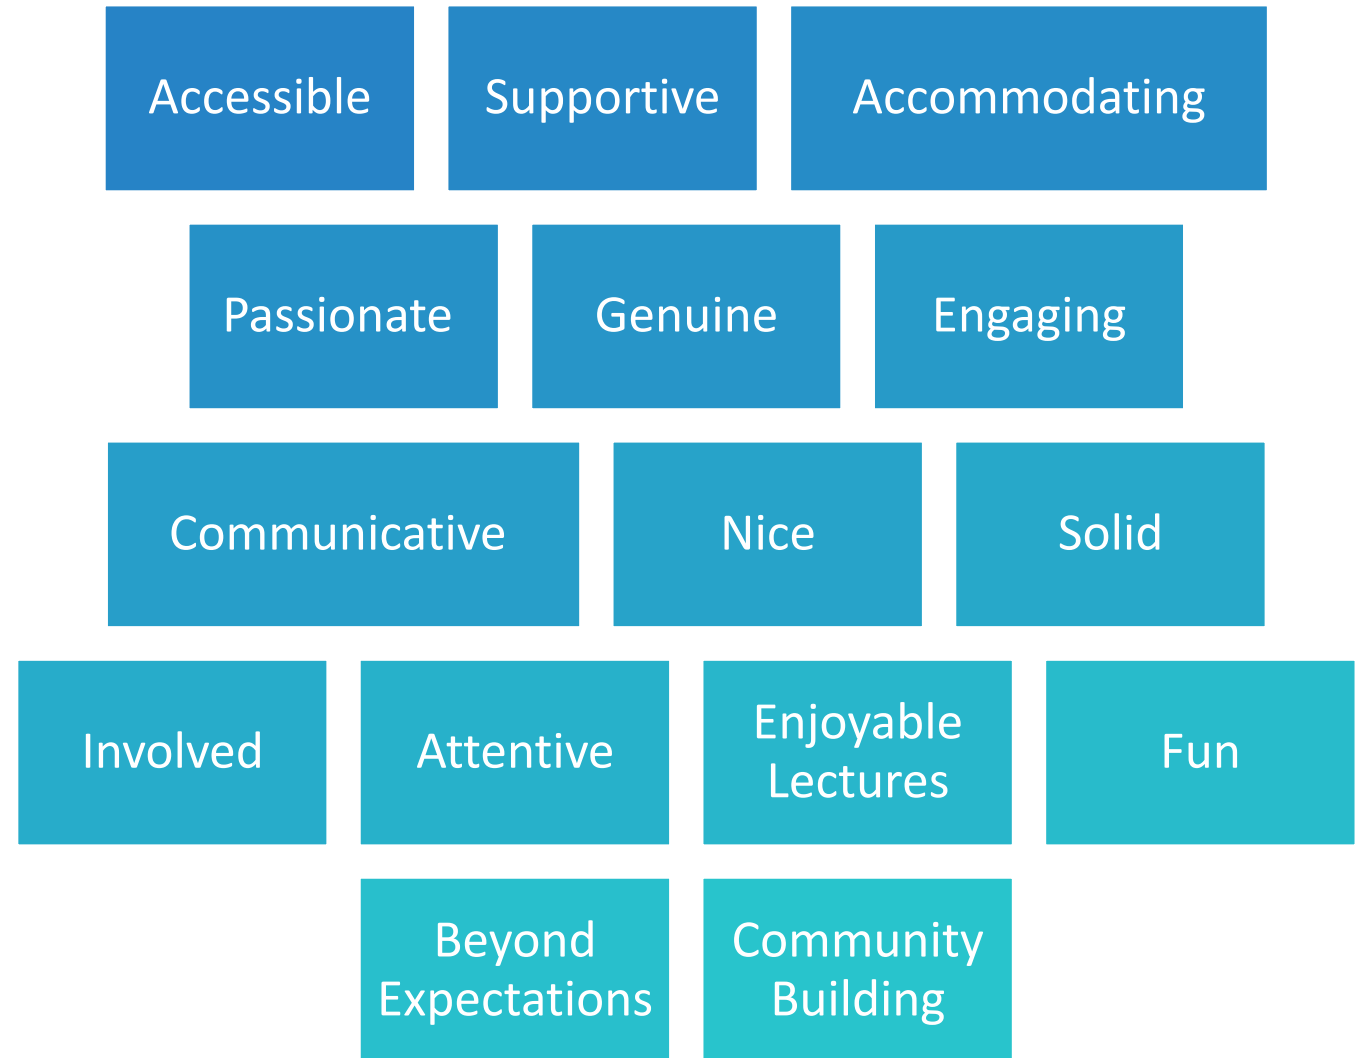 Accessible
Supportive
Accommodating
Passionate
Genuine
Engaging
Communicative
Nice
Solid
Involved
Attentive
Enjoyable
Lectures
Fun
Beyond
Expectations
Community
Building